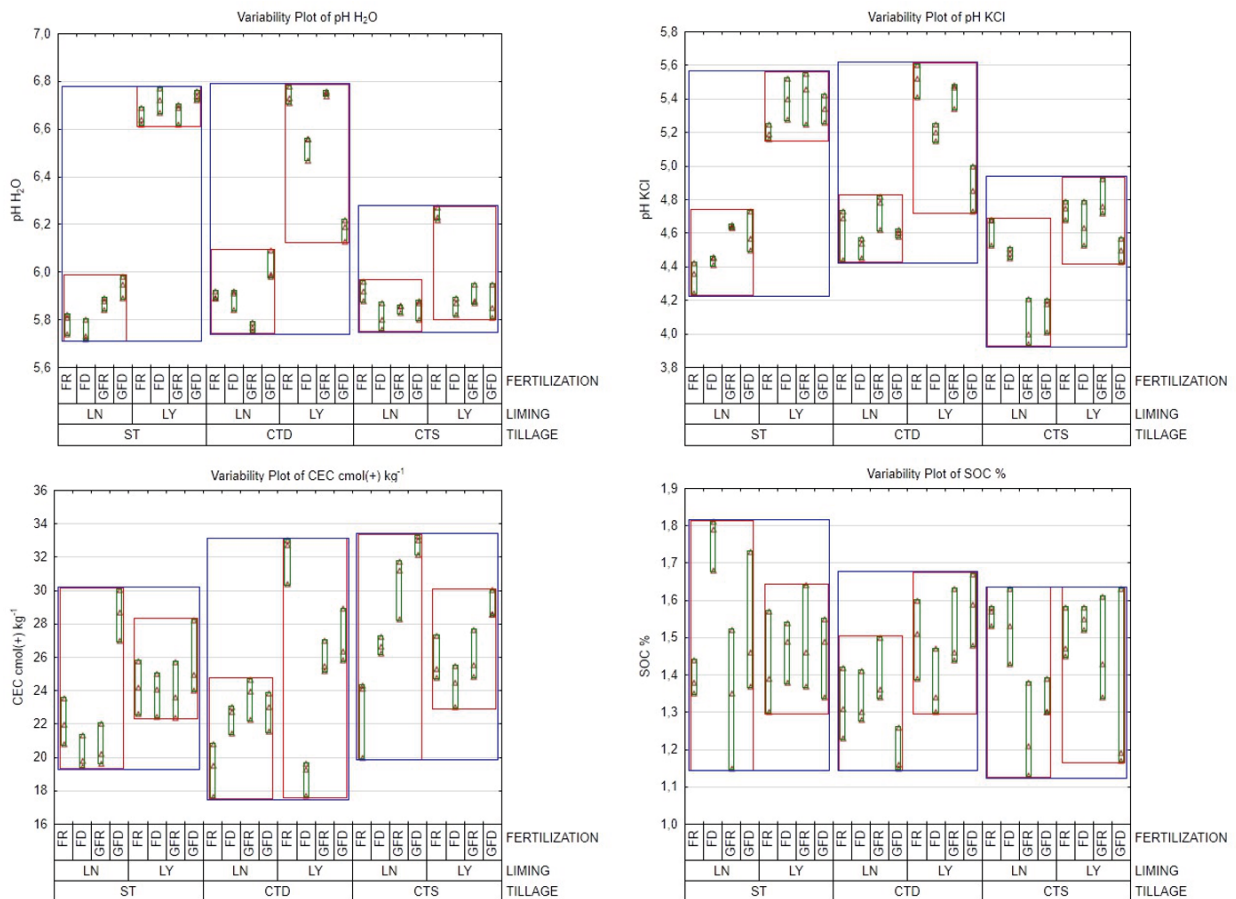 Variability Plot of pH H₂O
7,0
6,8
6,6
6,4
6,2
6,0
5,8
5,6
pH H₂O
FR FD GFR GFD FR FD GFR GFD FR FD GFR GFD FR FD GFR GFD FR FD GFR GFD FR FD GFR GFD FERTILIZATION
LN LY LN LY LN LY LIMING
ST CTD CTS TILLAGE
Variability Plot of pH KCl
5,8
5,6
5,4
5,2
5,0
4,8
4,6
4,4
4,2
4,0
3,8
pH KCl
FR FD GFR GFD FR FD GFR GFD FR FD GFR GFD FR FD GFR GFD FR FD GFR GFD FR FD GFR GFD FERTILIZATION
LN LY LN LY LN LY LIMING
ST CTD CTS TILLAGE
Variability Plot of CEC cmol(+) kg⁻¹
36
34
32
30
28
26
24
22
20
18
16
CEC cmol(+) kg⁻¹
FR FD GFR GFD FR FD GFR GFD FR FD GFR GFD FR FD GFR GFD FR FD GFR GFD FR FD GFR GFD FERTILIZATION
LN LY LN LY LN LY LIMING
ST CTD CTS TILLAGE
Variability Plot of SOC %
1,9
1,8
1,7
1,6
1,5
1,4
1,3
1,2
1,1
1,0
SOC %
FR FD GFR GFD FR FD GFR GFD FR FD GFR GFD FR FD GFR GFD FR FD GFR GFD FR FD GFR GFD FERTILIZATION
LN LY LN LY LN LY LIMING
ST CTD CTS TILLAGE